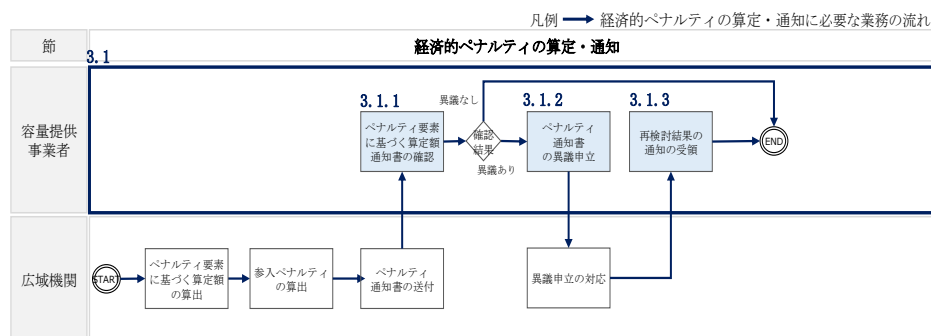 凡例 経済的ペナルティの算定・通知に必要な業務の流れ
節
経済的ペナルティの算定・通知
3.1
容量提供
事業者
3.1.1
ペナルティ要素
に基づく算定額
通知書の確認
異議なし
確認
結果
異議あり
3.1.2
ペナルティ
通知書
の異議申立
3.1.3
再検討結果の
通知の受領
END
広域機関
START
ペナルティ要素
に基づく算定額
の算出
参入ペナルティ
の算出
ペナルティ
通知書の送付
異議申立の対応